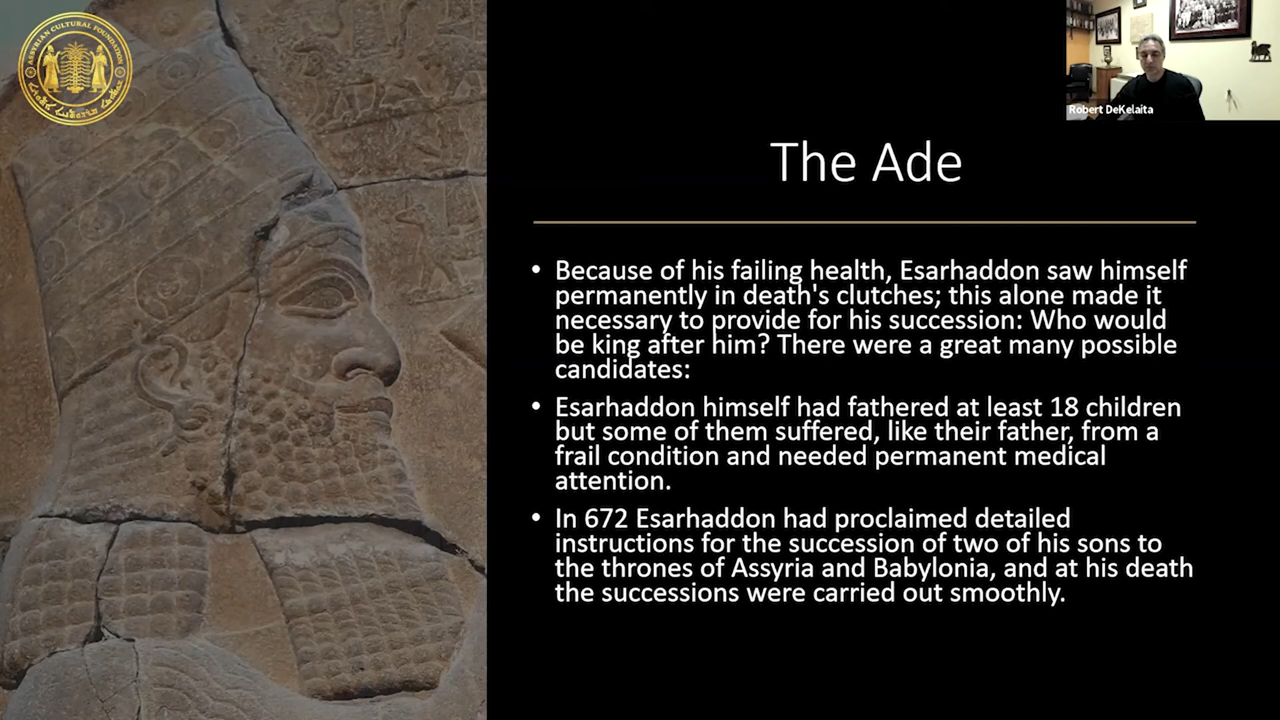 ASSYRIAN CULTURAL FOUNDATION
Robert DeKelaita
The Ade
• Because of his failing health, Esarhaddon saw himself
permanently in death's clutches; this alone made it
necessary to provide for his succession: Who would
be king after him? There were a great many possible
candidates:
• Esarhaddon himself had fathered at least 18 children
but some of them suffered, like their father, from a
frail condition and needed permanent medical
attention.
• In 672 Esarhaddon had proclaimed detailed
instructions for the succession of two of his sons to
the thrones of Assyria and Babylonia, and at his death
the successions were carried out smoothly.